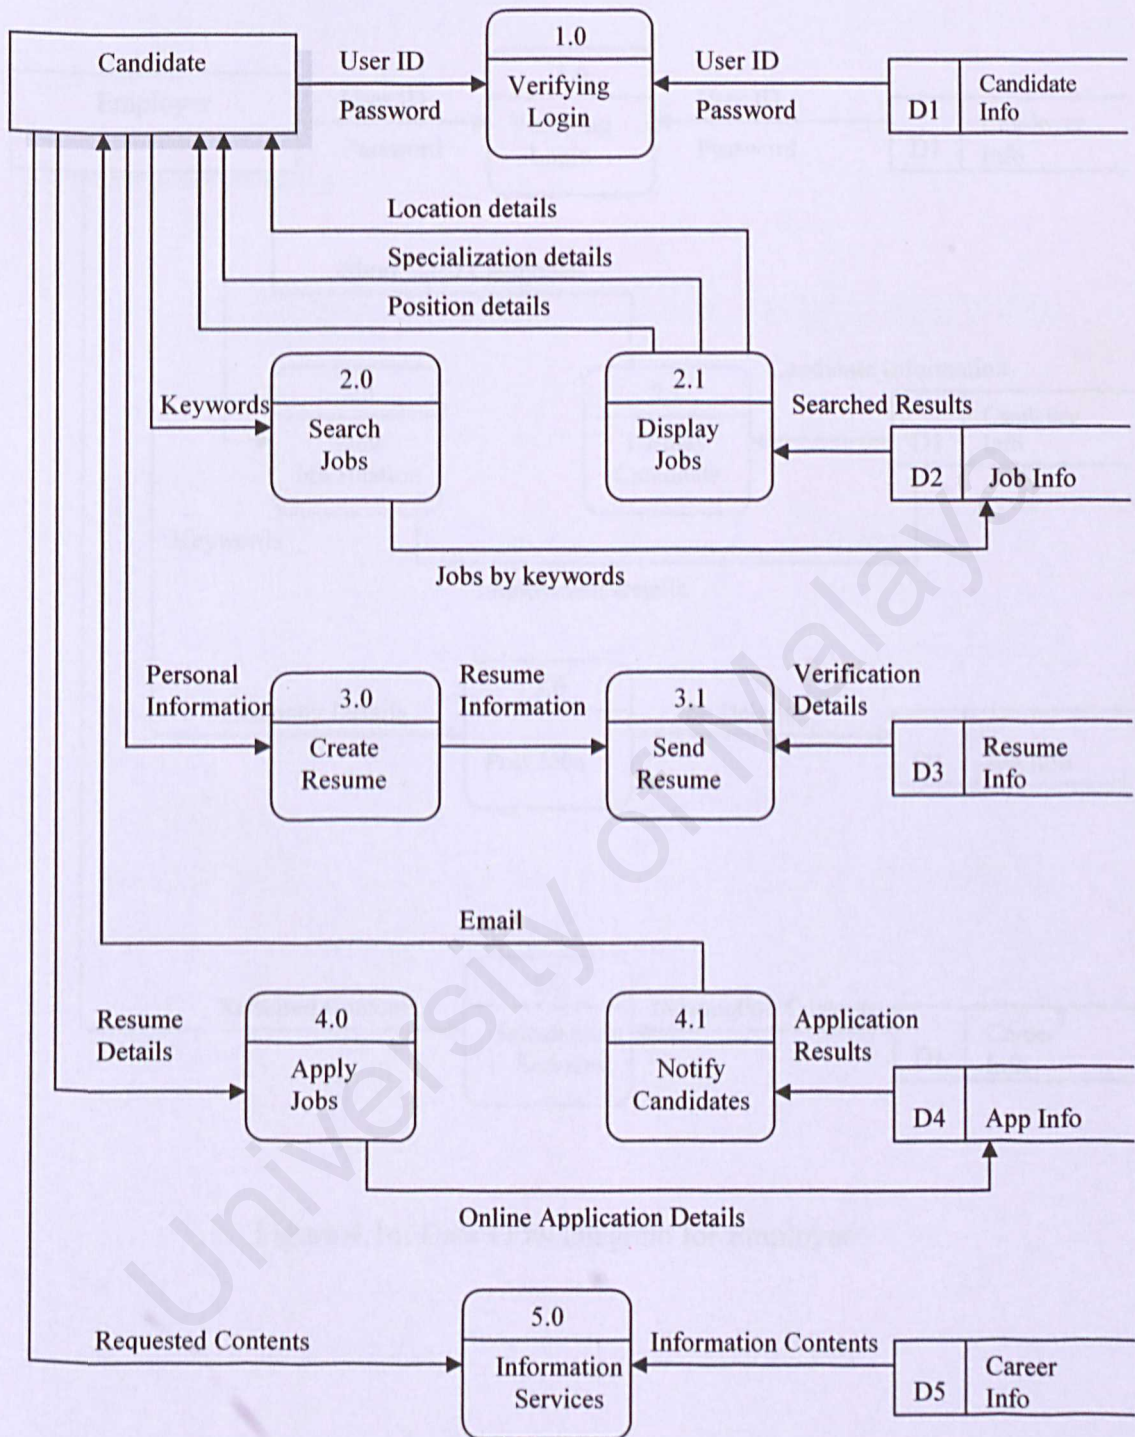 Candidate
User ID
Password
1.0
Verifying
Login
User ID
Password
D1
Candidate
Info
Location details
Specialization details
Position details
Keywords
2.0
Search
Jobs
2.1
Display
Jobs
Searched Results
D2
Job Info
Jobs by keywords
Personal
Information
3.0
Create
Resume
Resume
Information
3.1
Send
Resume
Verification
Details
D3
Resume
Info
Email
Resume
Details
4.0
Apply
Jobs
4.1
Notify
Candidates
Application
Results
D4
App Info
Online Application Details
Requested Contents
5.0
Information
Services
Information Contents
D5
Career
Info
University of Malaya